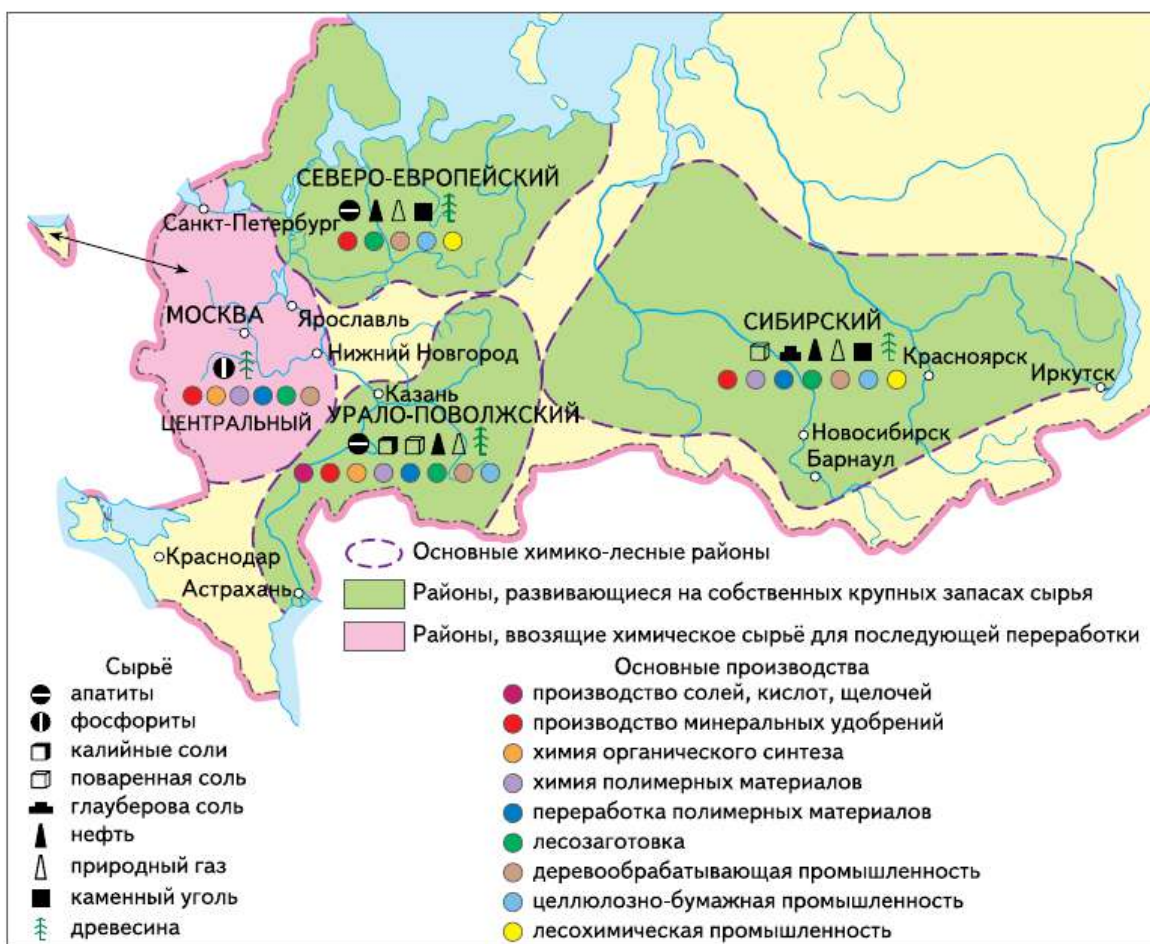 СЕВЕРО-ЕВРОПЕЙСКИЙ
Санкт-Петербург
МОСКВА
Ярославль
Нижний Новгород
ЦЕНТРАЛЬНЫЙ
Казань
УРАЛО-ПОВОЛЖСКИЙ
СИБИРСКИЙ
Красноярск
Иркутск
Новосибирск
Барнаул
Краснодар
Астрахань
Основные химико-лесные районы
Районы, развивающиеся на собственных крупных запасах сырья
Районы, ввозящие химическое сырьё для последующей переработки
Сырьё
апатиты
фосфориты
калийные соли
поваренная соль
глауберова соль
нефть
природный газ
каменный уголь
древесина
Основные производства
производство солей, кислот, щелочей
производство минеральных удобрений
химия органического синтеза
химия полимерных материалов
переработка полимерных материалов
лесозаготовка
деревообрабатывающая промышленность
целлюлозно-бумажная промышленность
лесохимическая промышленность